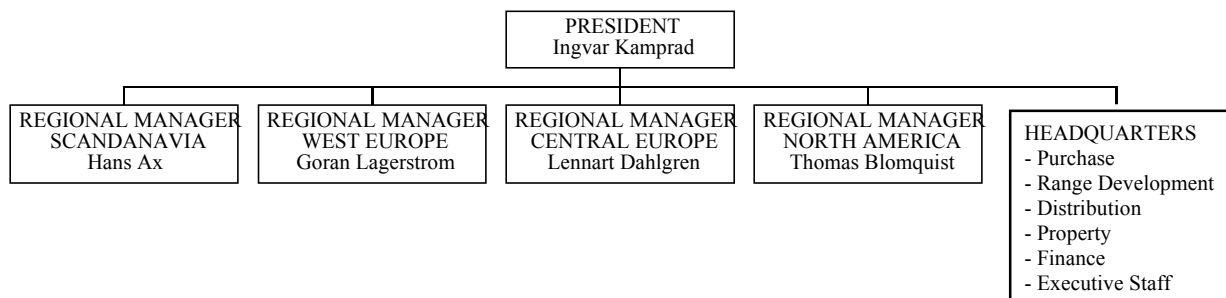 PRESIDENT
Ingvar Kamprad
REGIONAL MANAGER
SCANDANAVIA
Hans Ax
REGIONAL MANAGER
WEST EUROPE
Goran Lagerstrom
REGIONAL MANAGER
CENTRAL EUROPE
Lennart Dahlgren
REGIONAL MANAGER
NORTH AMERICA
Thomas Blomquist
HEADQUARTERS
- Purchase
- Range Development
- Distribution
- Property
- Finance
- Executive Staff